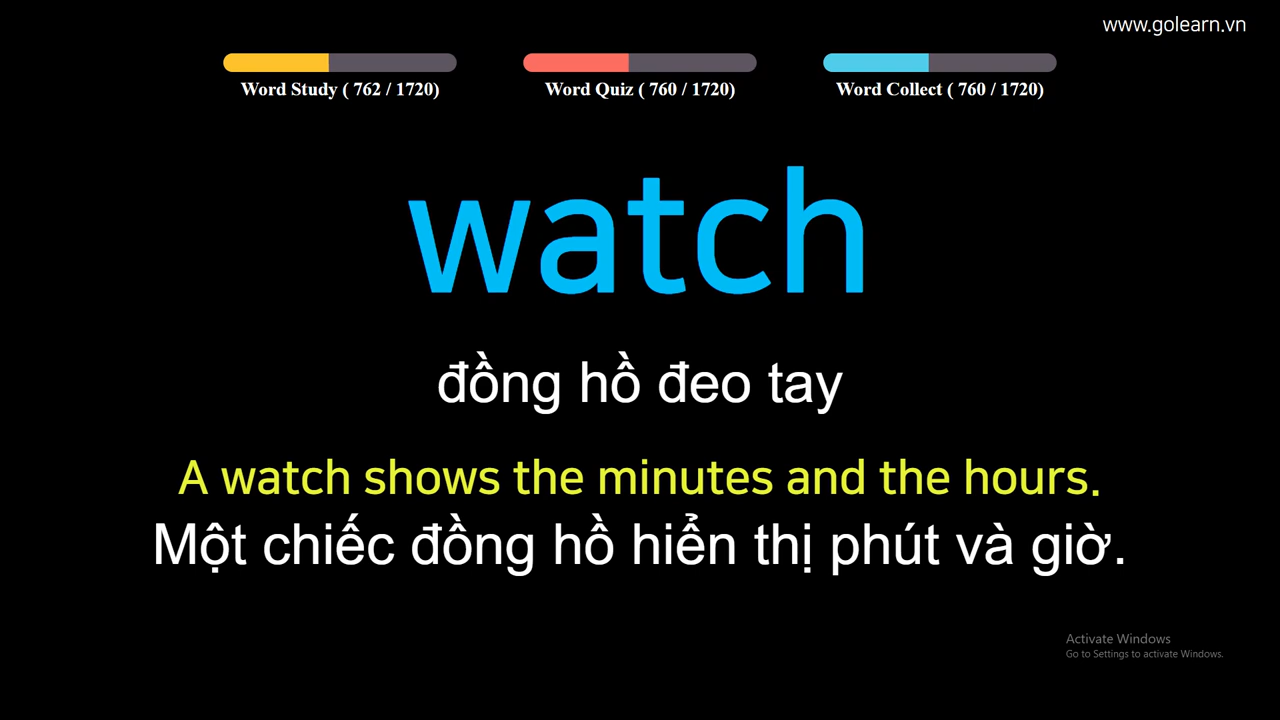 www.golearn.vn
Word Study ( 762 / 1720)
Word Quiz ( 760 / 1720)
Word Collect ( 760 / 1720)
watch
đồng hồ đeo tay
A watch shows the minutes and the hours.
Một chiếc đồng hồ hiển thị phút và giờ.
Activate Windows
Go to Settings to activate Windows.